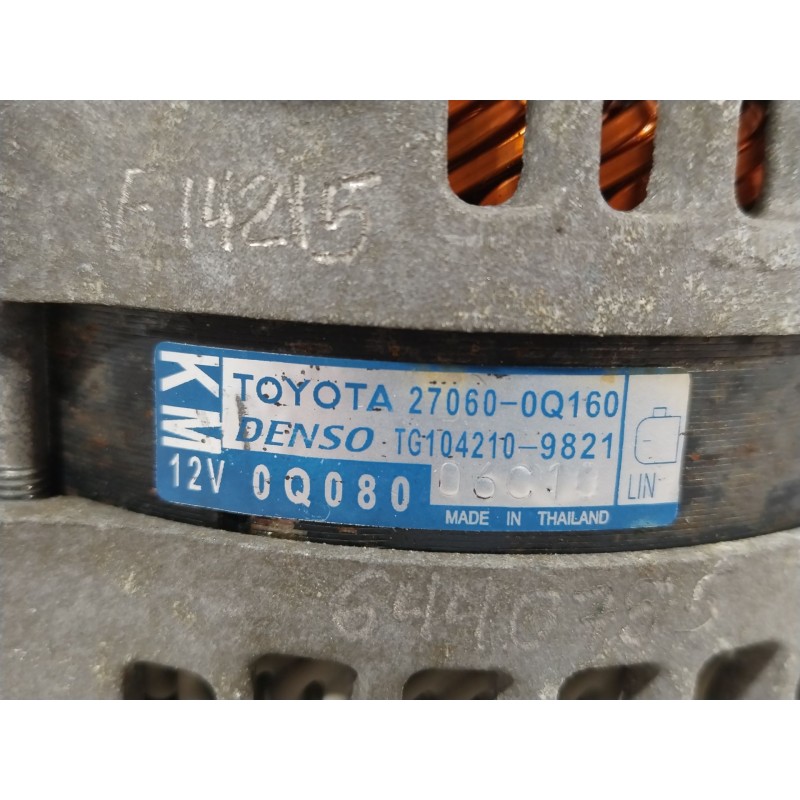 G14215
KM
TOYOTA 27060-0Q160
DENSO TG104210-9821
12V 0Q080
LIN
MADE IN THAILAND